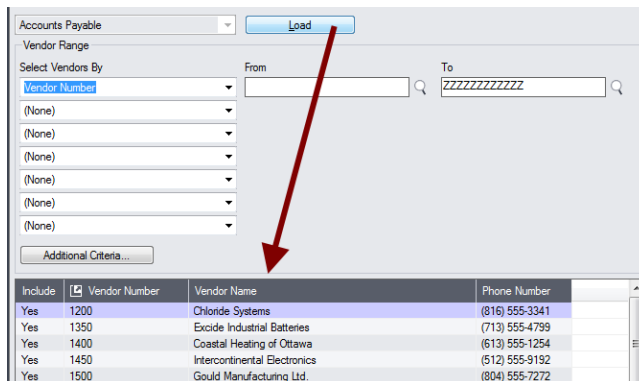 Accounts Payable Load
Vendor Range
Select Vendors By From To
Vendor Number ZZZZZZZZZZZZ
(None)
(None)
(None)
(None)
(None)
(None)
Additional Criteria...
Include Vendor Number Vendor Name Phone Number
Yes 1200 Chloride Systems (816) 555-3341
Yes 1350 Excide Industrial Batteries (713) 555-4799
Yes 1400 Coastal Heating of Ottawa (613) 555-1254
Yes 1450 Intercontinental Electronics (512) 555-9192
Yes 1500 Gould Manufacturing Ltd. (804) 555-7272